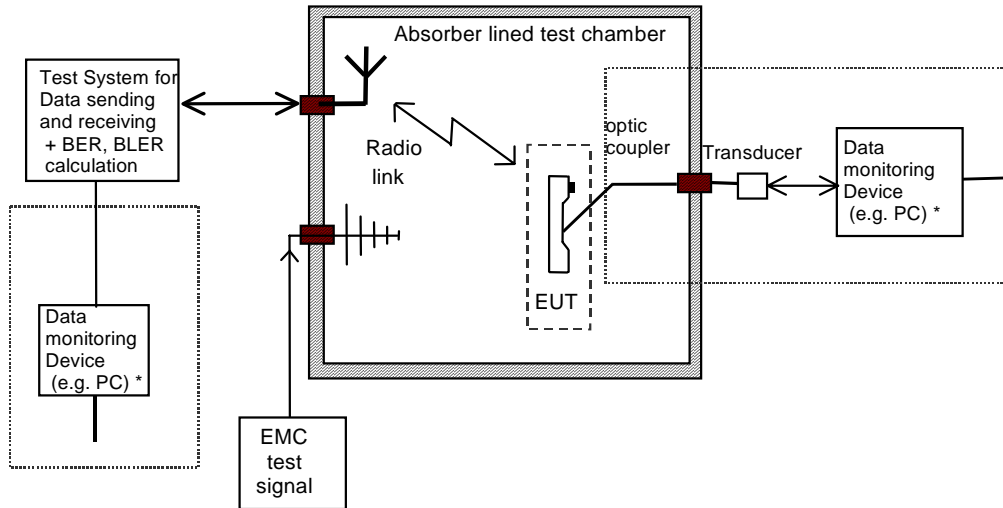 Absorber lined test chamber
Test System for
Data sending
and receiving
+ BER, BLER
calculation
Radio
link
optic
coupler
Transducer
Data
monitoring
Device
(e.g. PC) *
EUT
Data
monitoring
Device
(e.g. PC) *
EMC
test
signal